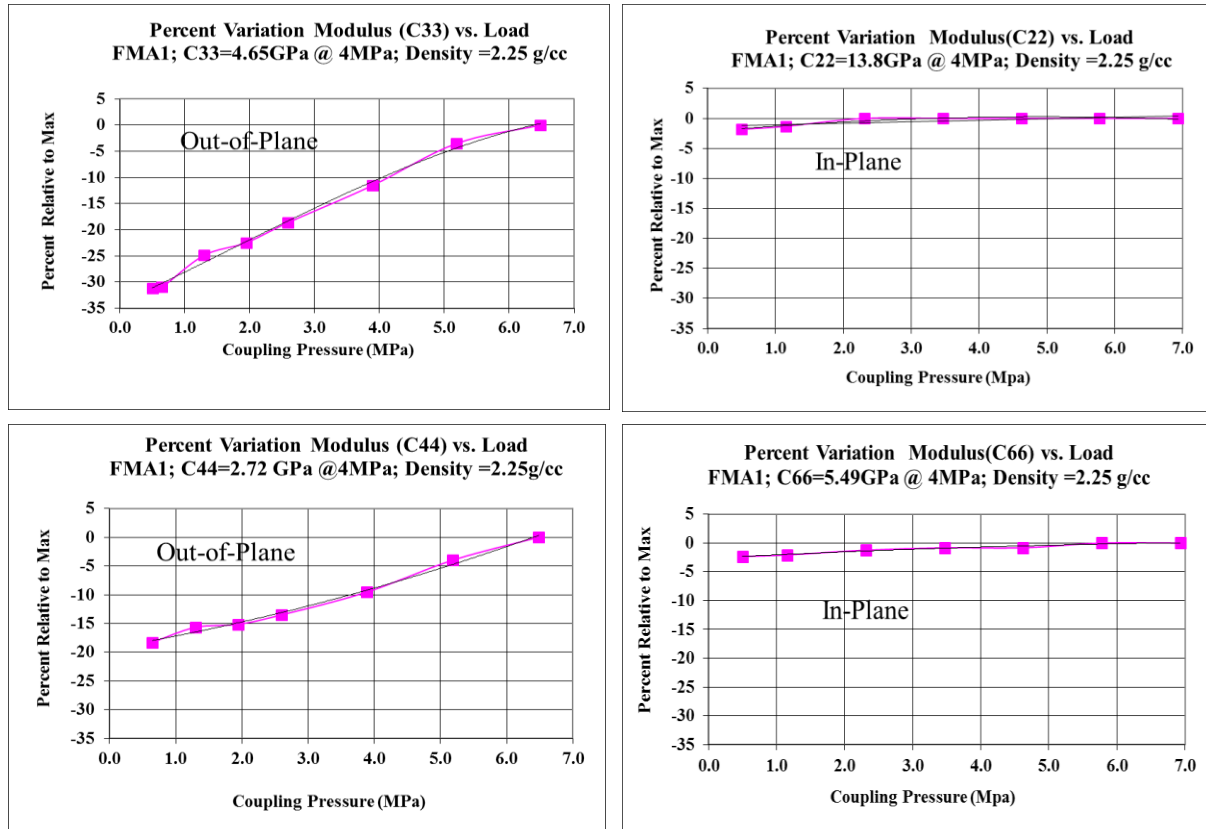 Percent Variation Modulus (C33) vs. Load
FMA1; C33=4.65GPa @ 4MPa; Density =2.25 g/cc
5
0
-5
-10
-15
-20
-25
-30
-35
Out-of-Plane
Percent Relative to Max
0.0 1.0 2.0 3.0 4.0 5.0 6.0 7.0
Coupling Pressure (MPa)
Percent Variation Modulus(C22) vs. Load
FMA1; C22=13.8GPa @ 4MPa; Density =2.25 g/cc
5
0
-5
-10
-15
-20
-25
-30
-35
In-Plane
Percent Relative to Max
0.0 1.0 2.0 3.0 4.0 5.0 6.0 7.0
Coupling Pressure (Mpa)
Percent Variation Modulus (C44) vs. Load
FMA1; C44=2.72 GPa @4MPa; Density =2.25g/cc
5
0
-5
-10
-15
-20
-25
-30
-35
Out-of-Plane
Percent Relative to Max
0.0 1.0 2.0 3.0 4.0 5.0 6.0 7.0
Coupling Pressure (MPa)
Percent Variation Modulus(C66) vs. Load
FMA1; C66=5.49GPa @ 4MPa; Density =2.25 g/cc
5
0
-5
-10
-15
-20
-25
-30
-35
In-Plane
Percent Relative to Max
0.0 1.0 2.0 3.0 4.0 5.0 6.0 7.0
Coupling Pressure (Mpa)